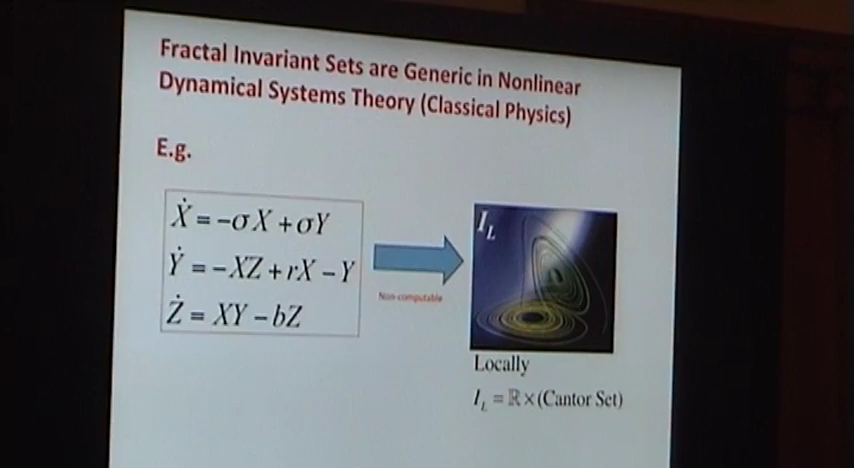 Fractal Invariant Sets are Generic in Nonlinear
Dynamical Systems Theory (Classical Physics)
E.g.
Ẋ = -σX + σY
Ẏ = -XZ + rX - Y
Ż = XY - bZ
Non-computable
I_L
Locally
I_L = ℝ × (Cantor Set)